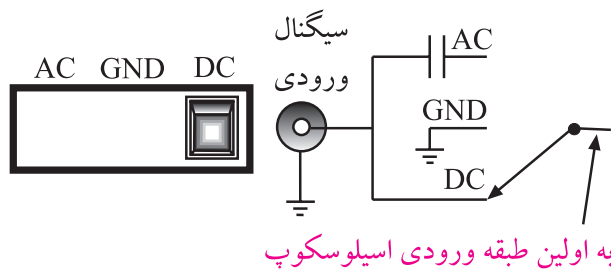 AC GND DC
سیگنال
ورودی
AC
GND
DC
به اولین طبقه ورودی اسیلوسکوپ